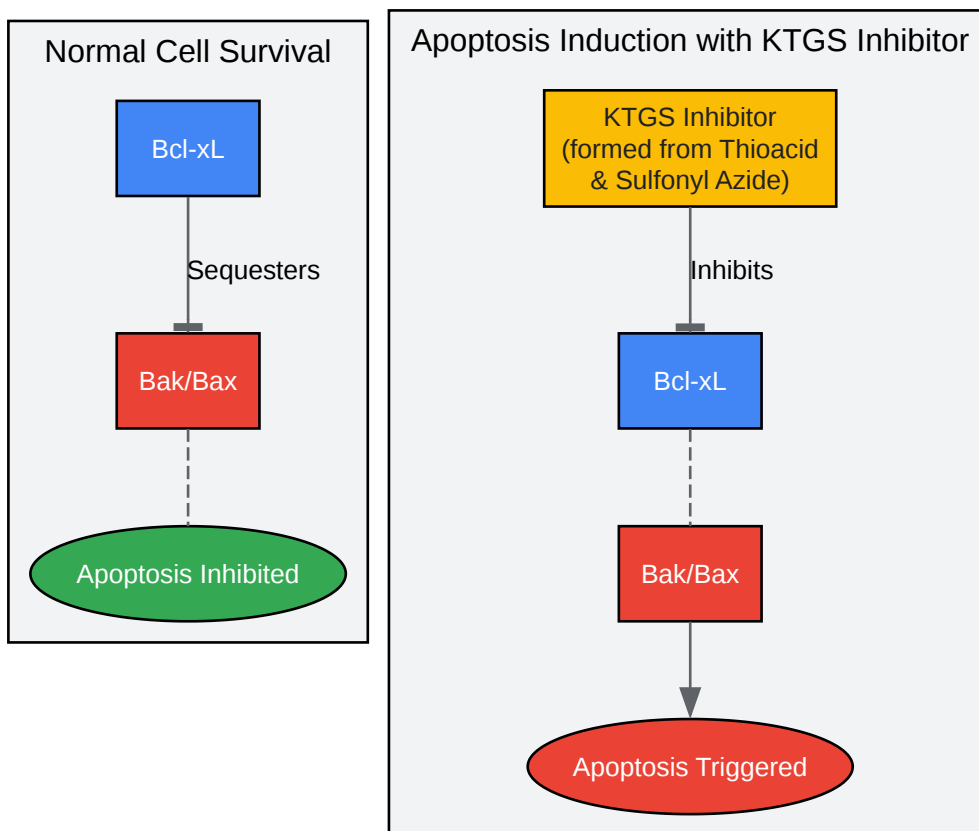 Normal Cell Survival
Bcl-xL
Sequesters
Bak/Bax
Apoptosis Inhibited
Apoptosis Induction with KTGS Inhibitor
KTGS Inhibitor
(formed from Thioacid
& Sulfonyl Azide)
Inhibits
Bcl-xL
Bak/Bax
Apoptosis Triggered